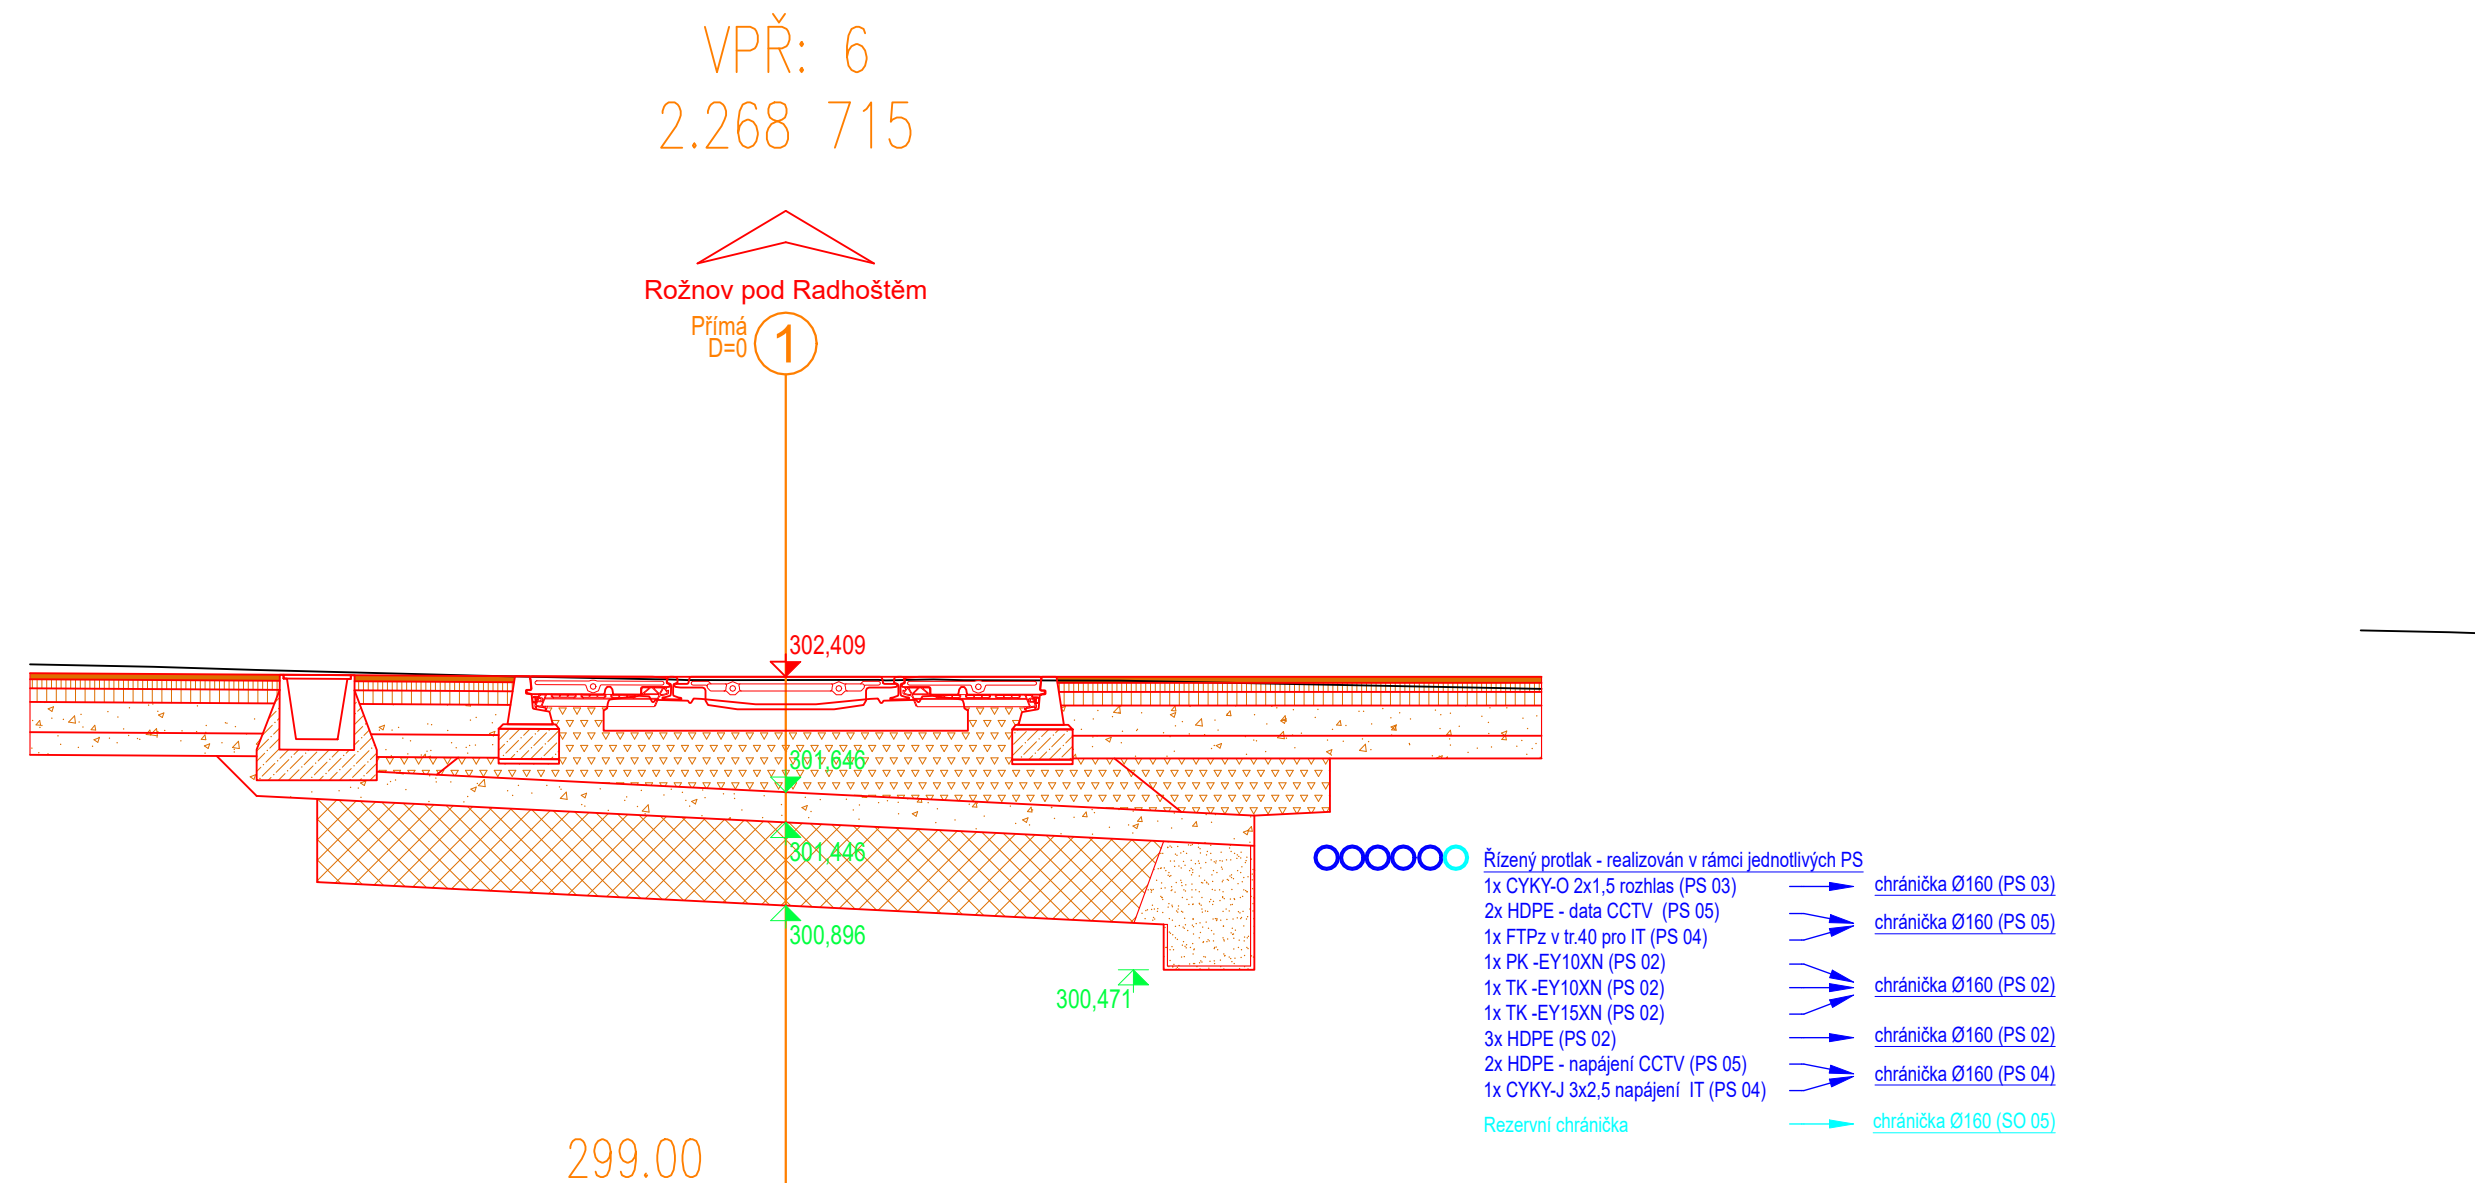 VPŘ: 6
2.268 715
Rožnov pod Radhoštěm
Přímá
D=0
1
302,409
301,646
301,446
300,896
300,471
Řízený protlak - realizován v rámci jednotlivých PS
1x CYKY-O 2x1,5 rozhlas (PS 03)
chránička Ø160 (PS 03)
2x HDPE - data CCTV (PS 05)
chránička Ø160 (PS 05)
1x FTPz v tr.40 pro IT (PS 04)
1x PK -EY10XN (PS 02)
1x TK -EY10XN (PS 02)
chránička Ø160 (PS 02)
1x TK -EY15XN (PS 02)
3x HDPE (PS 02)
chránička Ø160 (PS 02)
2x HDPE - napájení CCTV (PS 05)
chránička Ø160 (PS 04)
1x CYKY-J 3x2,5 napájení IT (PS 04)
Rezervní chránička
chránička Ø160 (SO 05)
299.00